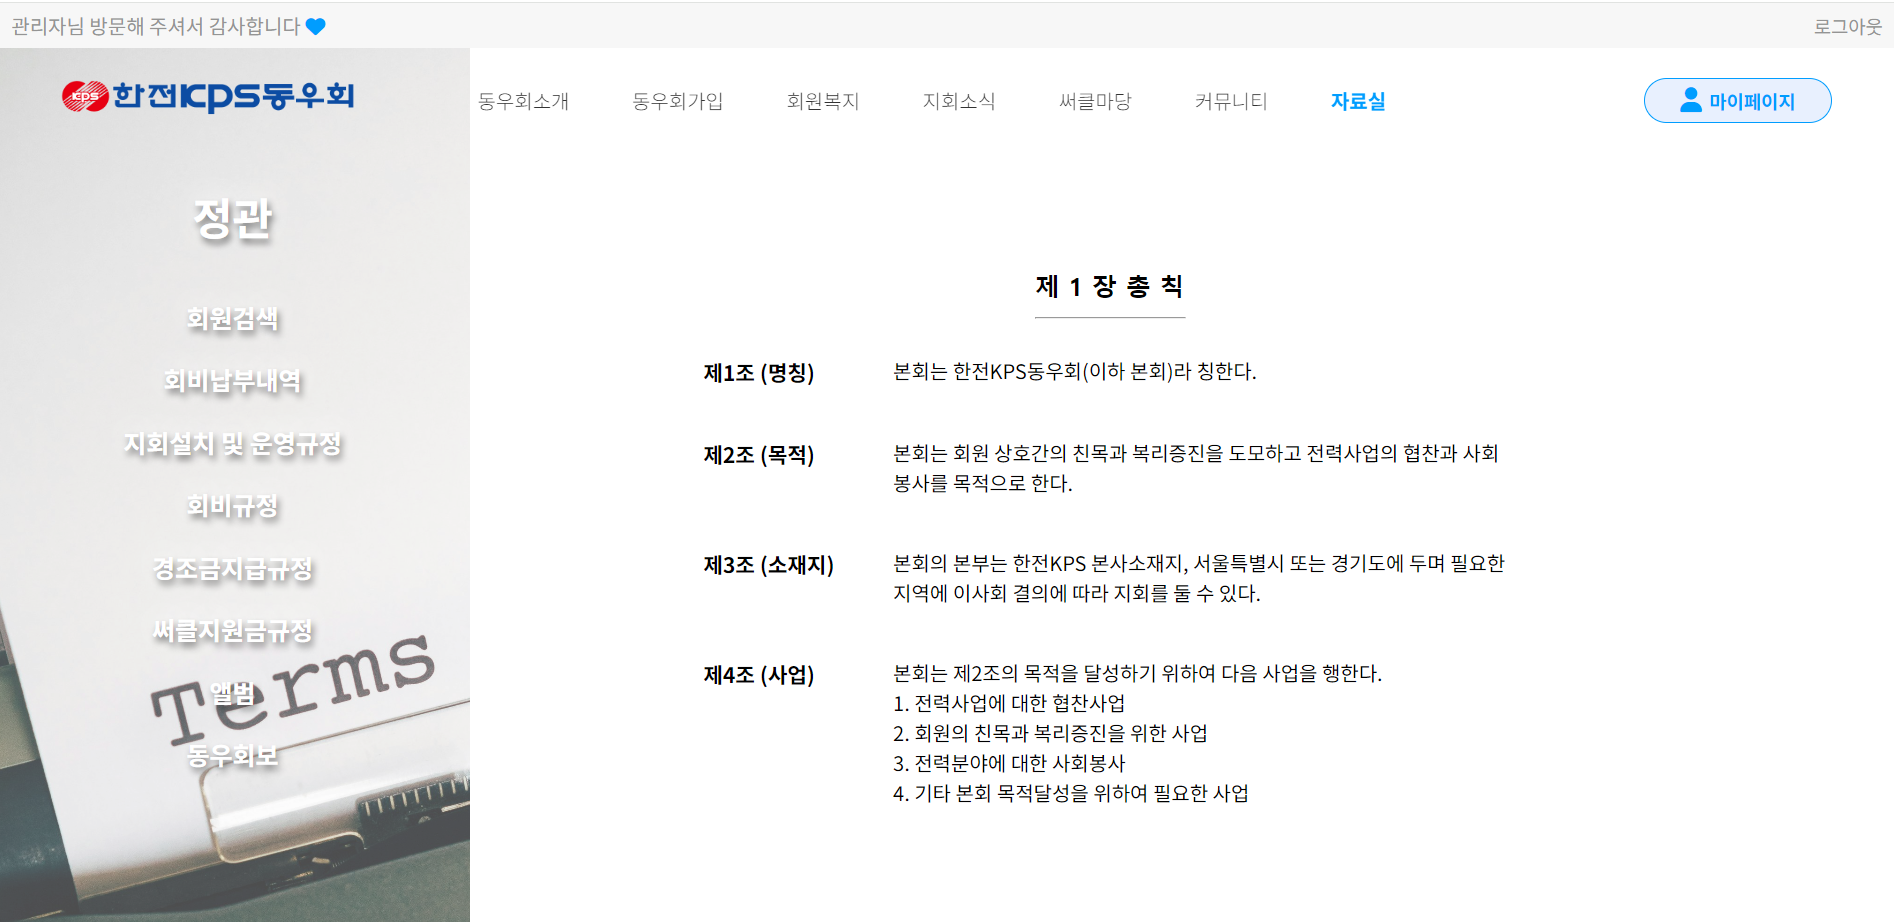 관리자님 방문해 주셔서 감사합니다
로그아웃
kps 한전KPS동우회
동우회소개 동우회가입 회원복지 지회소식 써클마당 커뮤니티 자료실 마이페이지
정관
회원검색
회비납부내역
지회설치 및 운영규정
회비규정
경조금지급규정
써클지원금규정
앨범
동우회보
Terms
제 1 장 총 칙
제1조 (명칭) 본회는 한전KPS동우회(이하 본회)라 칭한다.
제2조 (목적) 본회는 회원 상호간의 친목과 복리증진을 도모하고 전력사업의 협찬과 사회
봉사를 목적으로 한다.
제3조 (소재지) 본회의 본부는 한전KPS 본사소재지, 서울특별시 또는 경기도에 두며 필요한
지역에 이사회 결의에 따라 지회를 둘 수 있다.
제4조 (사업) 본회는 제2조의 목적을 달성하기 위하여 다음 사업을 행한다.
1. 전력사업에 대한 협찬사업
2. 회원의 친목과 복리증진을 위한 사업
3. 전력분야에 대한 사회봉사
4. 기타 본회 목적달성을 위하여 필요한 사업